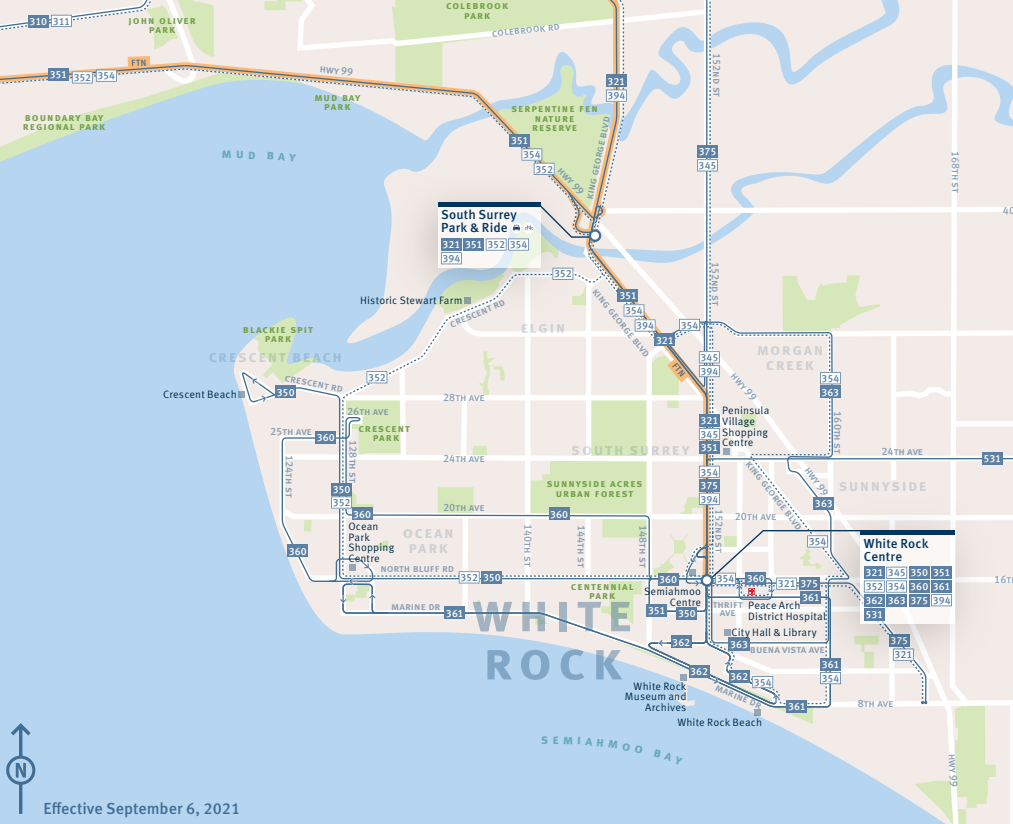 310 311
JOHN OLIVER
PARK
COLEBROOK
PARK
COLEBROOK RD
FTN
351 352 354
HWY 99
MUD BAY
PARK
BOUNDARY BAY
REGIONAL PARK
MUD BAY
SERPENTINE FEN
NATURE
RESERVE
321
394
KING GEORGE BLVD
152ND ST
351
354
352
HWY 99
375
345
168TH ST
South Surrey
Park & Ride
321 351 352 354
394
40
352
Historic Stewart Farm
CRESCENT RD
152ND ST
351
354
394
KING GEORGE BLVD
321
354
ELGIN
BLACKIE SPIT
PARK
CRESCENT BEACH
MORGAN
CREEK
345
394
FTN
HWY 99
352
354
363
Crescent Beach
350
CRESCENT RD
28TH AVE
26TH AVE
25TH AVE
360
CRESCENT
PARK
321
345
351
Peninsula
Village
Shopping
Centre
160TH ST
124TH ST
128TH ST
24TH AVE
SOUTH SURREY
24TH AVE
531
354
375
394
KING GEORGE BLVD
HWY 99
SUNNYSIDE
SUNNYSIDE ACRES
URBAN FOREST
350
352
363
360
20TH AVE
360
152ND ST
20TH AVE
Ocean
Park
Shopping
Centre
OCEAN
PARK
140TH ST
144TH ST
148TH ST
354
360
White Rock
Centre
321 345 350 351
352 354 360 361
362 363 375 394
531
NORTH BLUFF RD
352 350
360
354 360 321 375
16T
CENTENNIAL
PARK
Semiahmoo
Centre
351 350
THRIFT
AVE
361
Peace Arch
District Hospital
MARINE DR
361
WHITE
ROCK
City Hall & Library
362
363
BUENA VISTA AVE
375
321
362
362
354
361
354
White Rock
Museum and
Archives
MARINE DR
361
8TH AVE
White Rock Beach
SEMIAHMOO BAY
HWY 99
N
Effective September 6, 2021